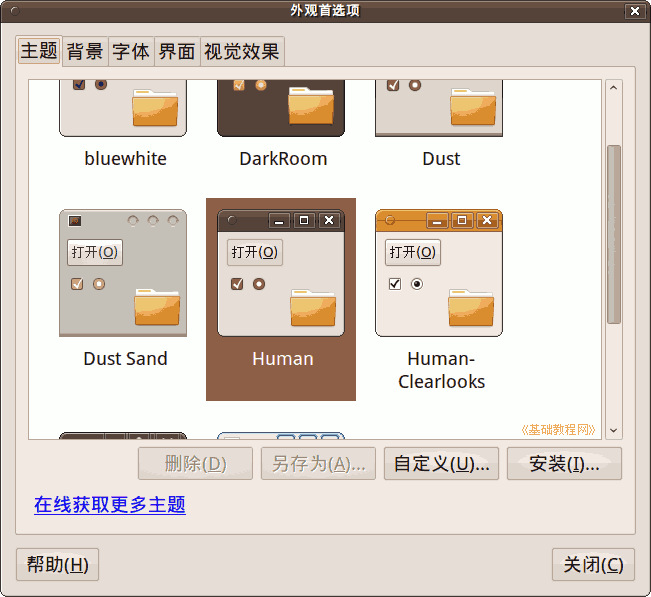 外观首选项
主题 背景 字体 界面 视觉效果
bluewhite DarkRoom Dust
打开(O) 打开(O) 打开(O)
Dust Sand Human Human-
Clearlooks
《基础教程网》
删除(D) 另存为(A)... 自定义(U)... 安装(I)...
在线获取更多主题
帮助(H) 关闭(C)